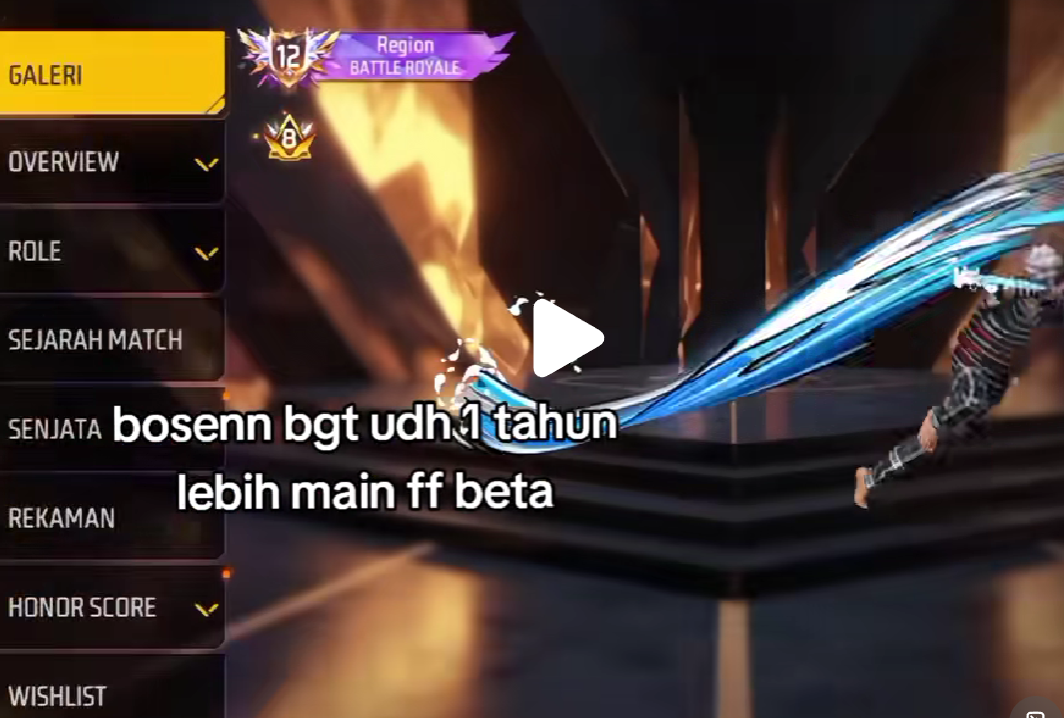 GALERI
12
Region
BATTLE ROYALE
8
OVERVIEW
ROLE
SEJARAH MATCH
SENJATA
bosenn bgt udh 1 tahun
lebih main ff beta
REKAMAN
HONOR SCORE
WISHLIST